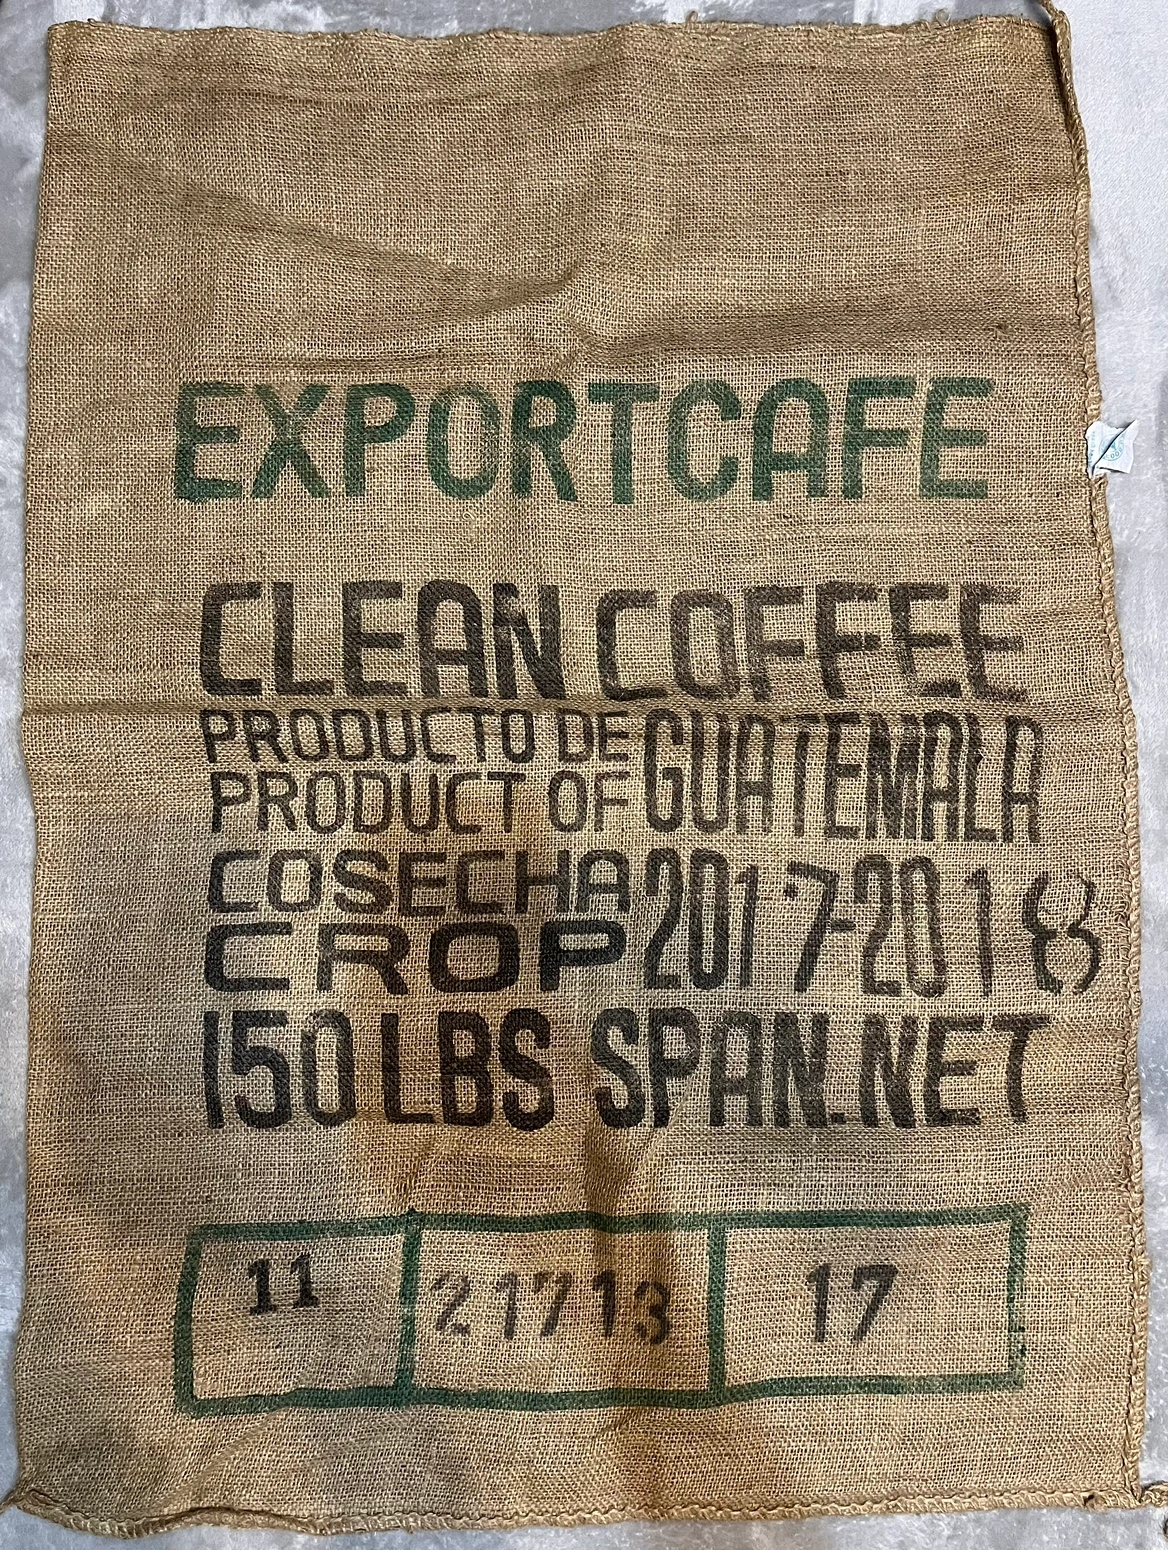 EXPORTCAFE
CLEAN COFFEE
PRODUCTO DE
PRODUCT OF GUATEMALA
COSECHA
CROP 2017-2018
150 LBS SPAN.NET
11 21713 17